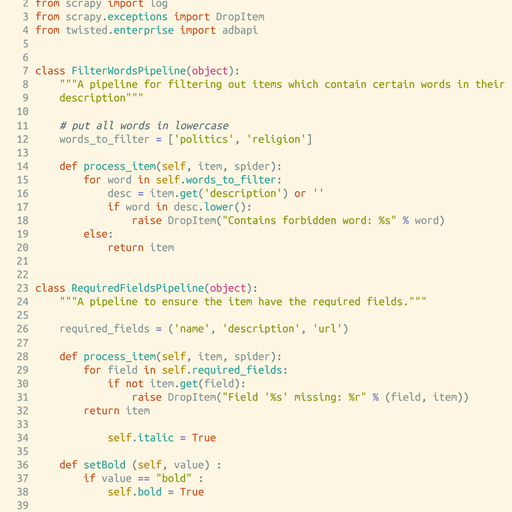 2 from scrapy import log
3 from scrapy.exceptions import DropItem
4 from twisted.enterprise import adbapi
5
6
7 class FilterWordsPipeline(object):
8     """A pipeline for filtering out items which contain certain words in their
9     description"""
10
11     # put all words in lowercase
12     words_to_filter = ['politics', 'religion']
13
14     def process_item(self, item, spider):
15         for word in self.words_to_filter:
16             desc = item.get('description') or ''
17             if word in desc.lower():
18                 raise DropItem("Contains forbidden word: %s" % word)
19         else:
20             return item
21
22
23 class RequiredFieldsPipeline(object):
24     """A pipeline to ensure the item have the required fields."""
25
26     required_fields = ('name', 'description', 'url')
27
28     def process_item(self, item, spider):
29         for field in self.required_fields:
30             if not item.get(field):
31                 raise DropItem("Field '%s' missing: %r" % (field, item))
32         return item
33
34             self.italic = True
35
36     def setBold (self, value) :
37         if value == "bold" :
38             self.bold = True
39